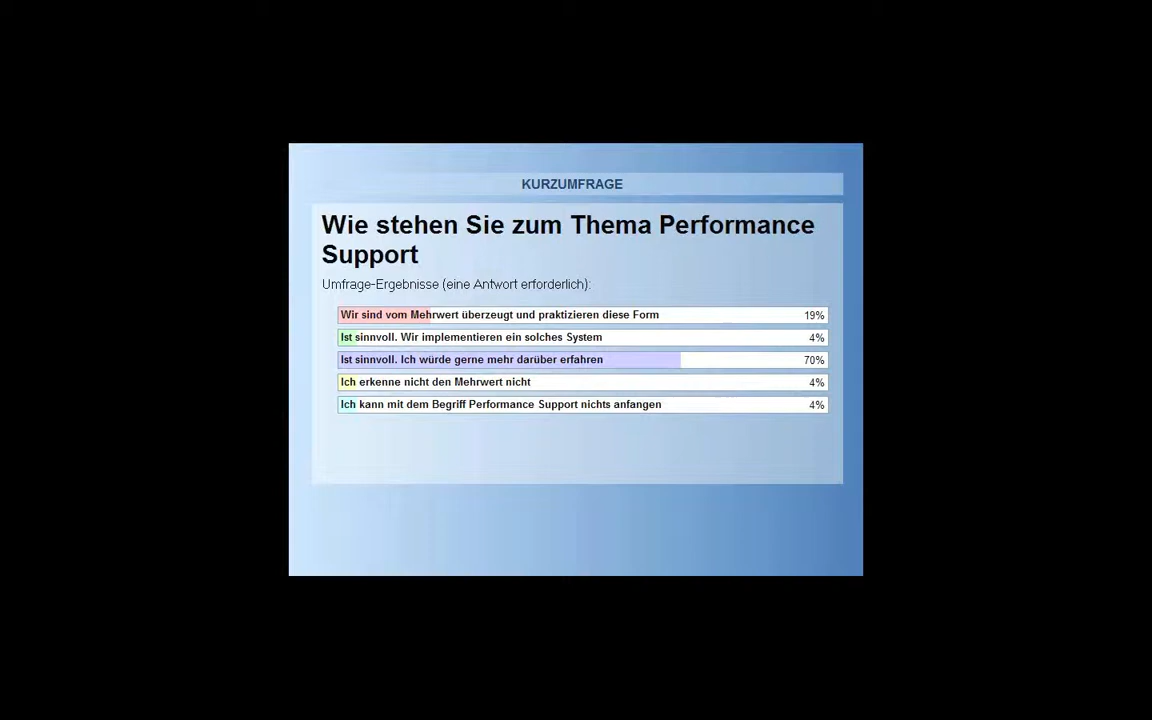 KURZUMFRAGE
Wie stehen Sie zum Thema Performance
Support
Umfrage-Ergebnisse (eine Antwort erforderlich):
Wir sind vom Mehrwert überzeugt und praktizieren diese Form 19%
Ist sinnvoll. Wir implementieren ein solches System 4%
Ist sinnvoll. Ich würde gerne mehr darüber erfahren 70%
Ich erkenne nicht den Mehrwert nicht 4%
Ich kann mit dem Begriff Performance Support nichts anfangen 4%